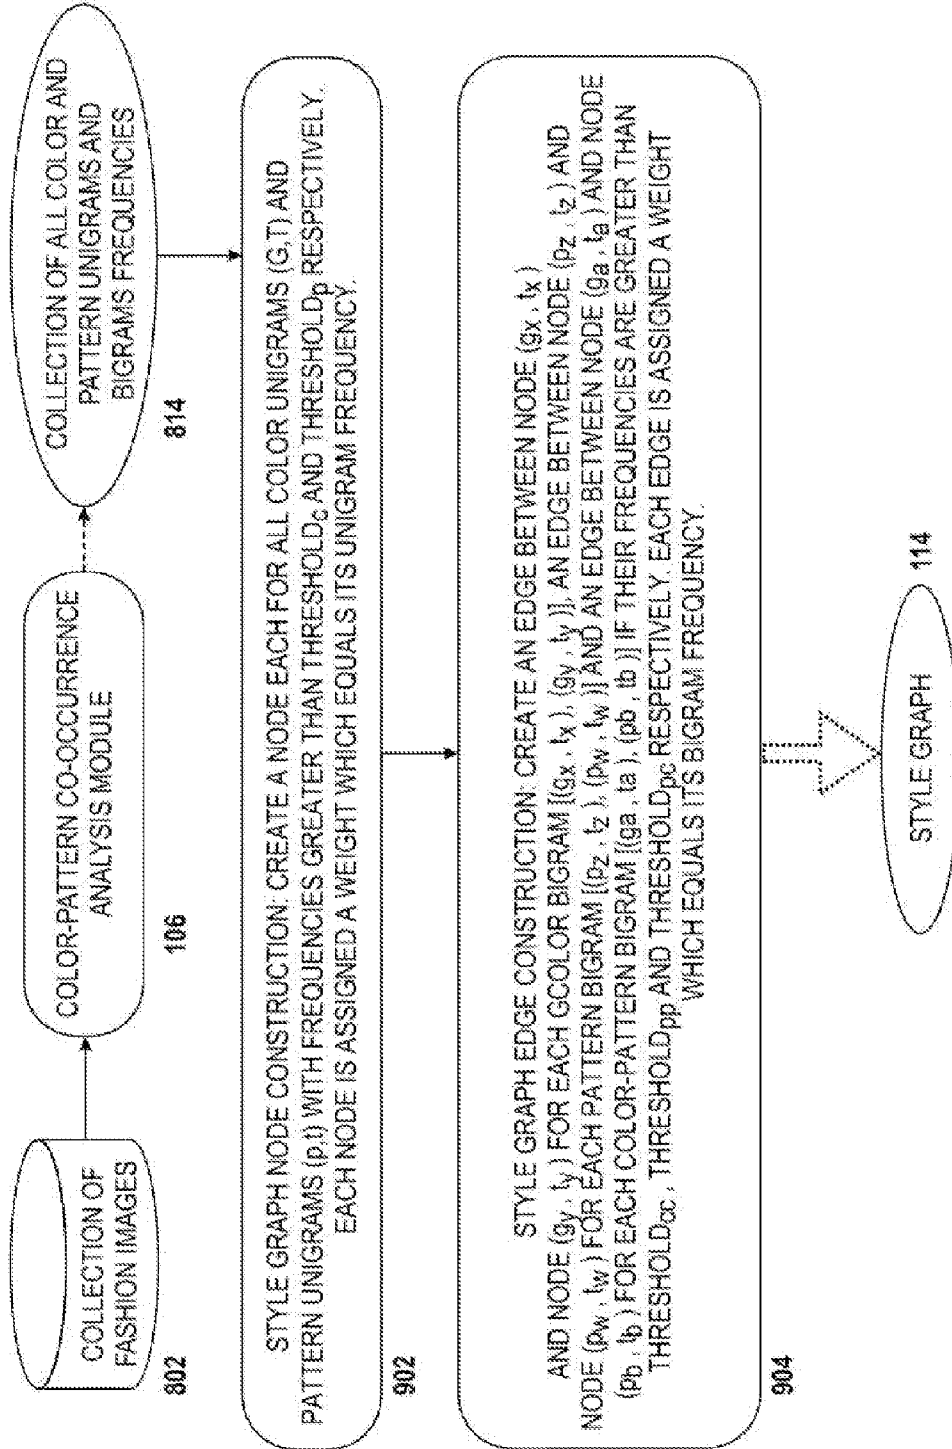 COLLECTION OF
FASHION IMAGES
802
COLOR-PATTERN CO-OCCURRENCE
ANALYSIS MODULE
106
COLLECTION OF ALL COLOR AND
PATTERN UNIGRAMS AND
BIGRAMS FREQUENCIES
814
STYLE GRAPH NODE CONSTRUCTION: CREATE A NODE EACH FOR ALL COLOR UNIGRAMS (G,T) AND
PATTERN UNIGRAMS (p,t) WITH FREQUENCIES GREATER THAN THRESHOLDc AND THRESHOLDp RESPECTIVELY.
EACH NODE IS ASSIGNED A WEIGHT WHICH EQUALS ITS UNIGRAM FREQUENCY.
902
STYLE GRAPH EDGE CONSTRUCTION: CREATE AN EDGE BETWEEN NODE (gx , tx)
AND NODE (gy , ty) FOR EACH GCOLOR BIGRAM [(gx , tx), (gy , ty)], AN EDGE BETWEEN NODE (pz , tz) AND
NODE (pw , tw) FOR EACH PATTERN BIGRAM [(pz , tz), (pw , tw)] AND AN EDGE BETWEEN NODE (ga , ta) AND NODE
(pb , tb) FOR EACH COLOR-PATTERN BIGRAM [(ga , ta), (pb , tb)] IF THEIR FREQUENCIES ARE GREATER THAN
THRESHOLDcc , THRESHOLDpp AND THRESHOLDpc RESPECTIVELY. EACH EDGE IS ASSIGNED A WEIGHT
WHICH EQUALS ITS BIGRAM FREQUENCY.
904
STYLE GRAPH
114